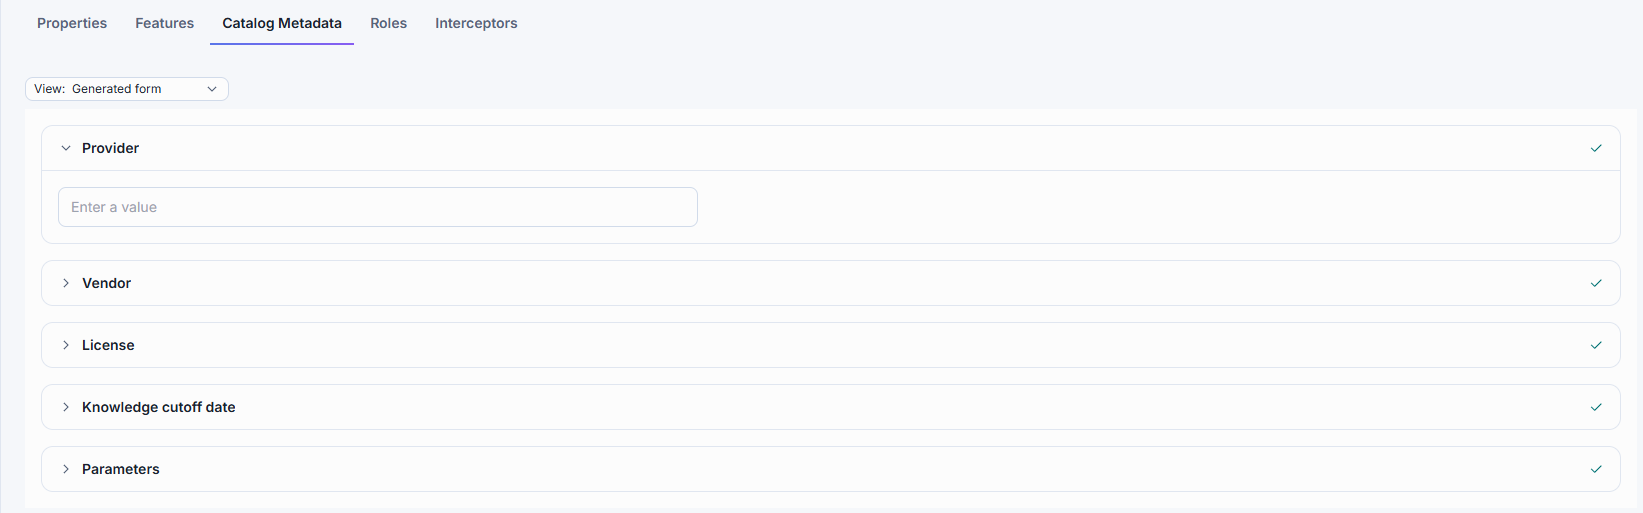 Properties Features Catalog Metadata Roles Interceptors
View: Generated form
Provider
Enter a value
Vendor
License
Knowledge cutoff date
Parameters